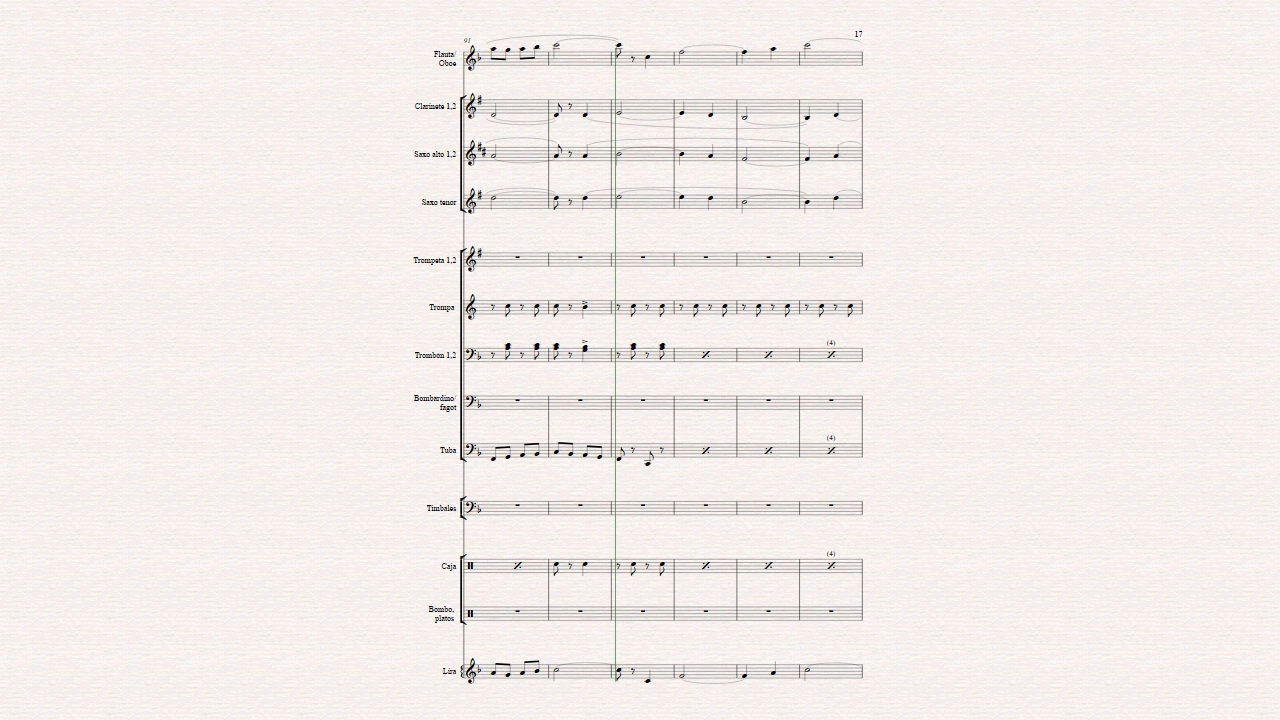 17
91
Flauta/
Oboe
Clarinete 1,2
Saxo alto 1,2
Saxo tenor
Trompeta 1,2
Trompa
Trombón 1,2
(4)
Bombardino/
fagot
Tuba
(4)
Timbales
Caja
(4)
Bombo,
platos
Lira